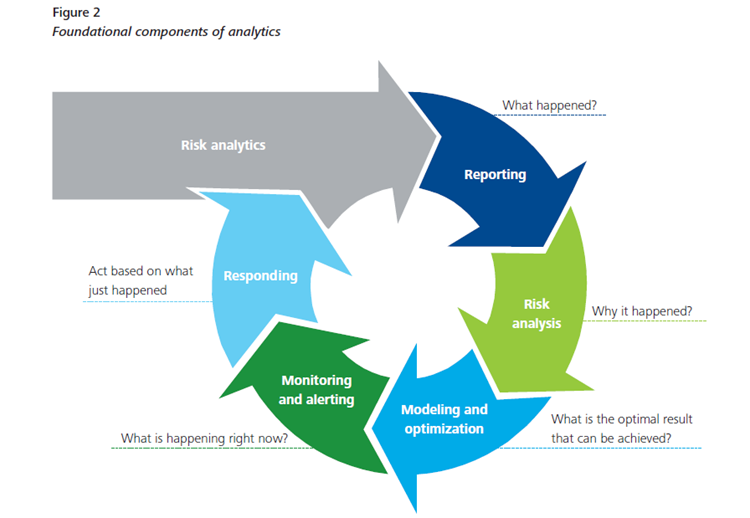 Figure 2
Foundational components of analytics
Risk analytics
What happened?
Reporting
Why it happened?
Risk
analysis
What is the optimal result
that can be achieved?
Modeling and
optimization
What is happening right now?
Monitoring
and alerting
Act based on what
just happened
Responding